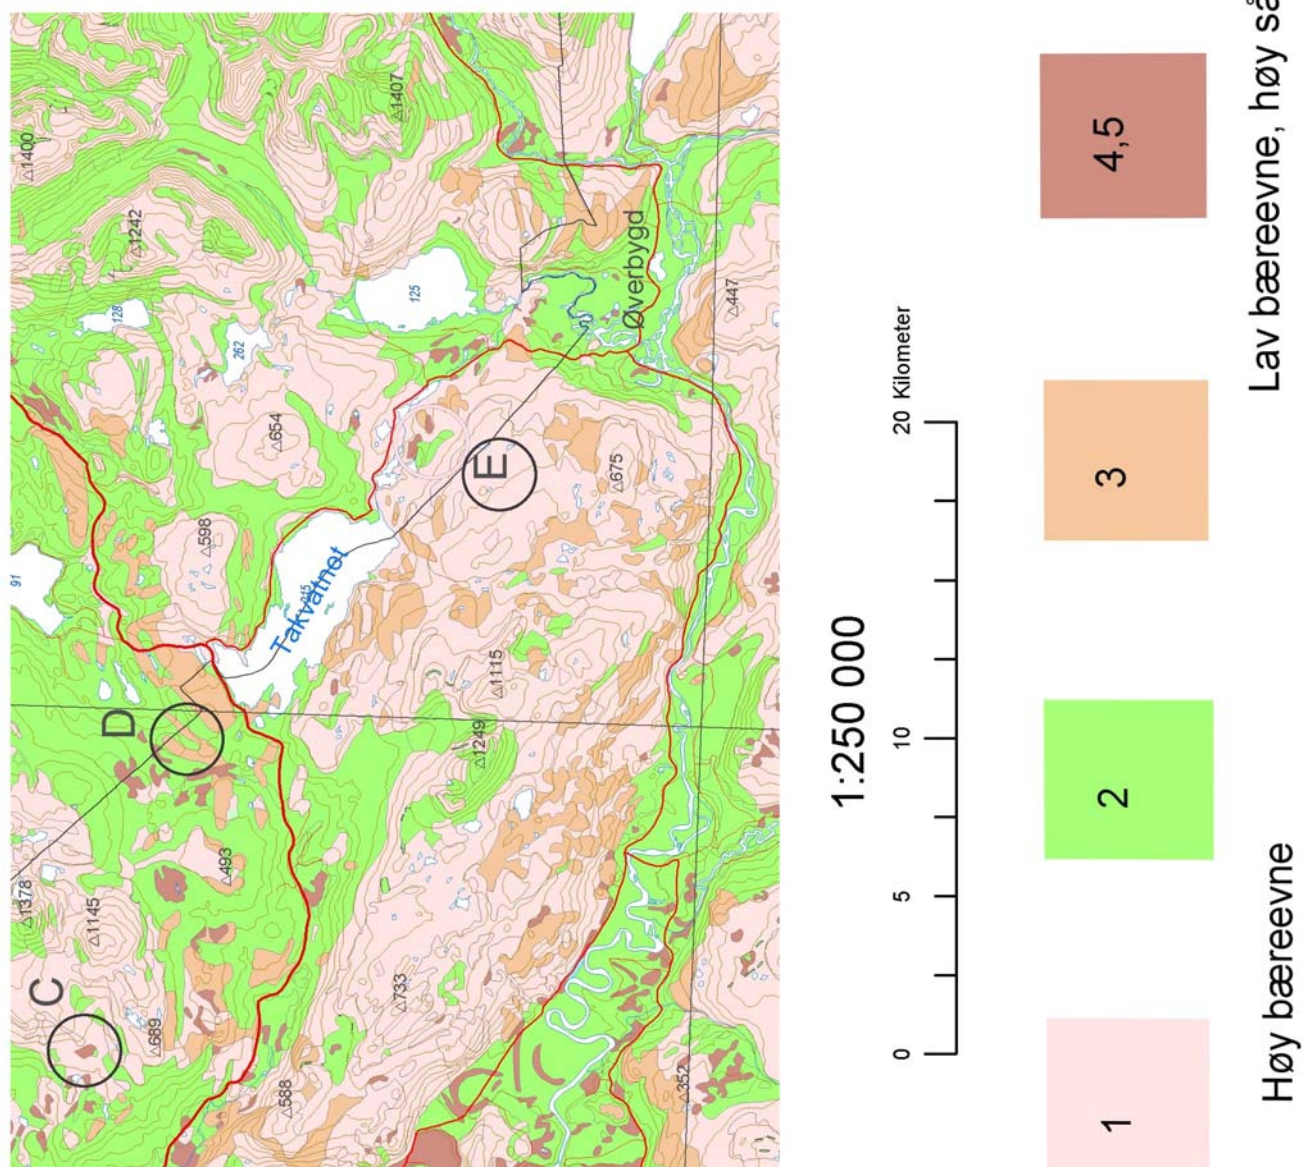 91
△1378
△1400
C
△1145
128
D
△1242
△689
△598
△493
262
△654
△588
Takvatnet
△1407
△733
125
△1249
E
△1115
△675
Øverbygd
△352
△447
1:250 000
0 5 10 20 Kilometer
1 2 3 4,5
Høy bæreevne
Lav bæreevne, høy så